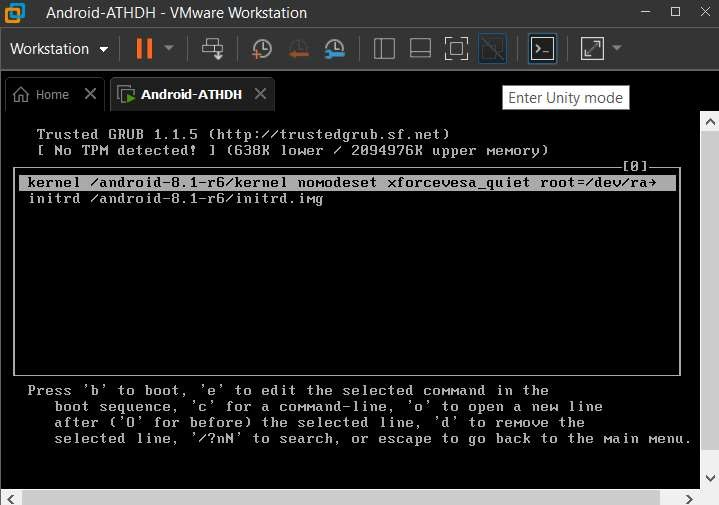 Android-ATHDH - VMware Workstation
Workstation
Home
Android-ATHDH
Enter Unity mode
Trusted GRUB 1.1.5 (http://trustedgrub.sf.net)
[ No TPM detected! ] (638K lower / 2094976K upper memory)
[0]
kernel /android-8.1-r6/kernel nomodeset xforcevesa_quiet root=/dev/ra→
initrd /android-8.1-r6/initrd.img
Press 'b' to boot, 'e' to edit the selected command in the
boot sequence, 'c' for a command-line, 'o' to open a new line
after ('O' for before) the selected line, 'd' to remove the
selected line, '/?nN' to search, or escape to go back to the main menu.